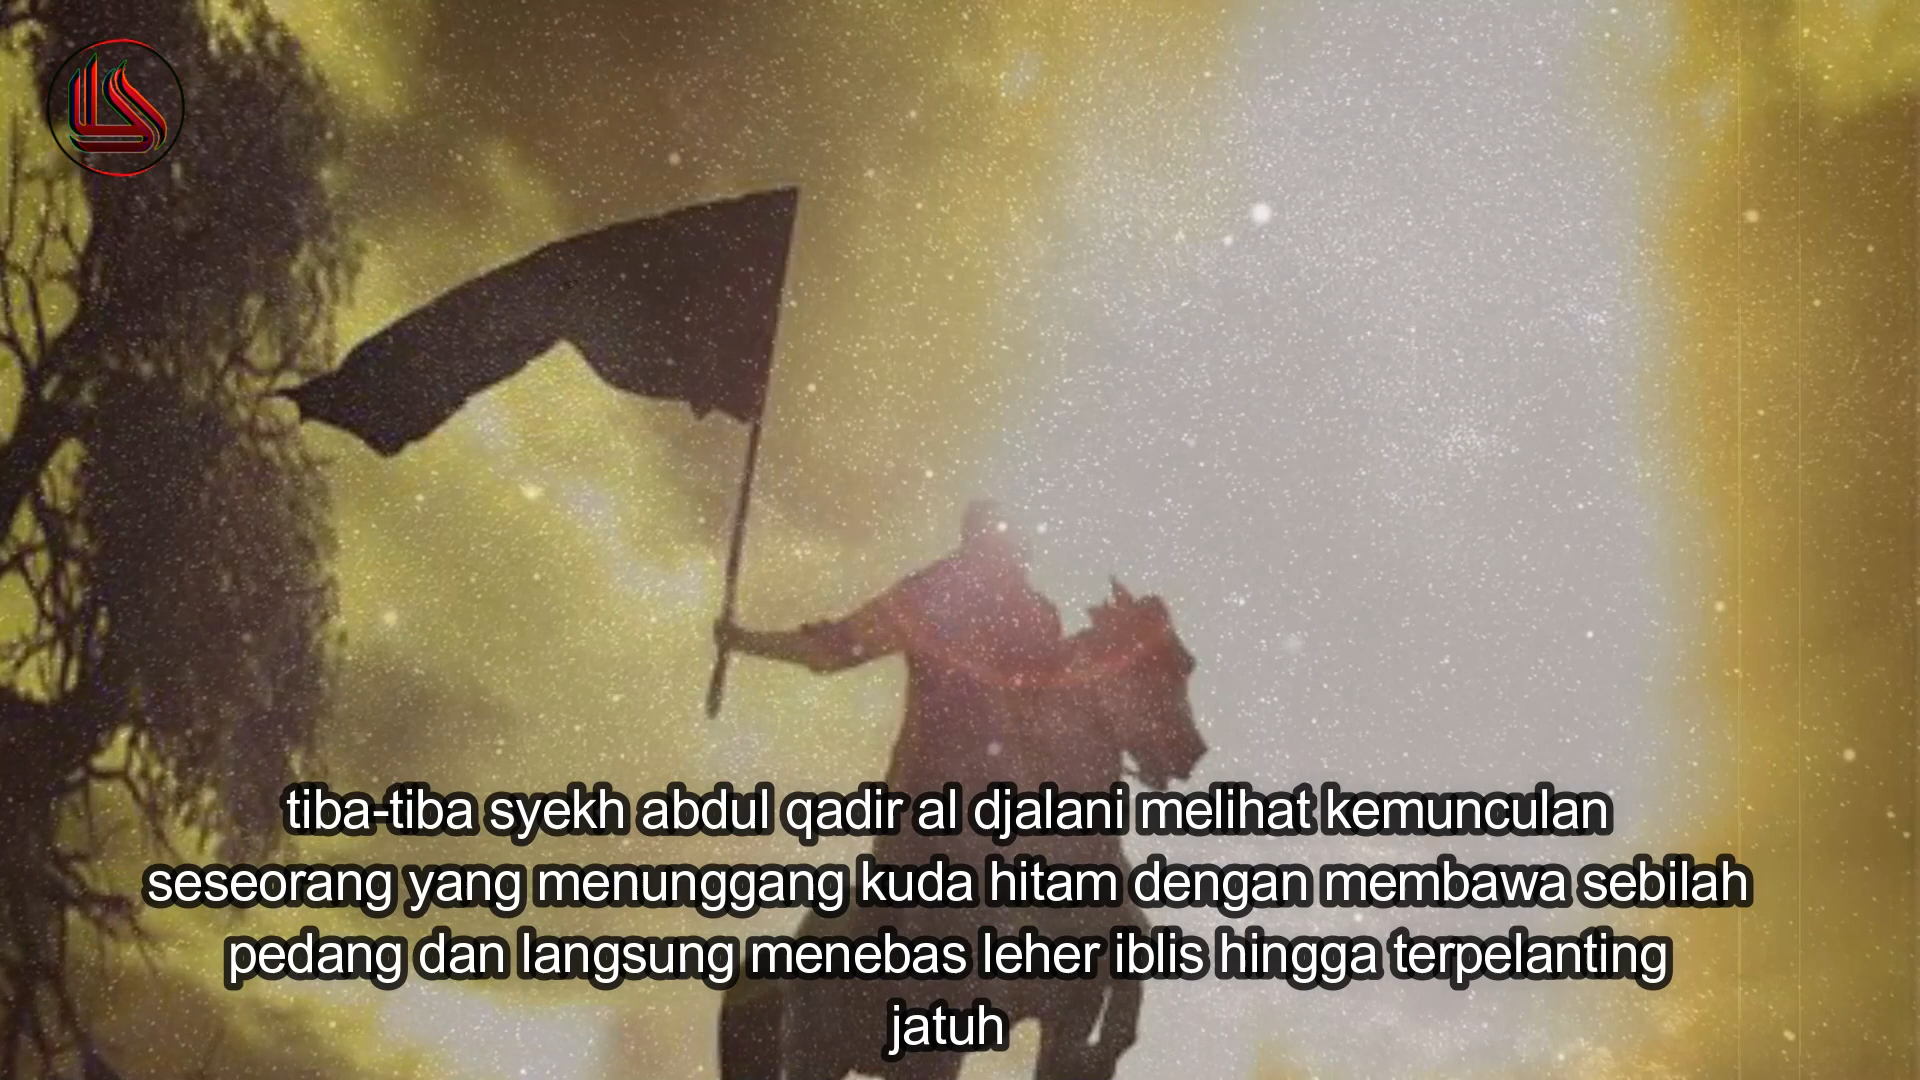 tiba-tiba syekh abdul qadir al djalani melihat kemunculan
seseorang yang menunggang kuda hitam dengan membawa sebilah
pedang dan langsung menebas leher iblis hingga terpelanting
jatuh